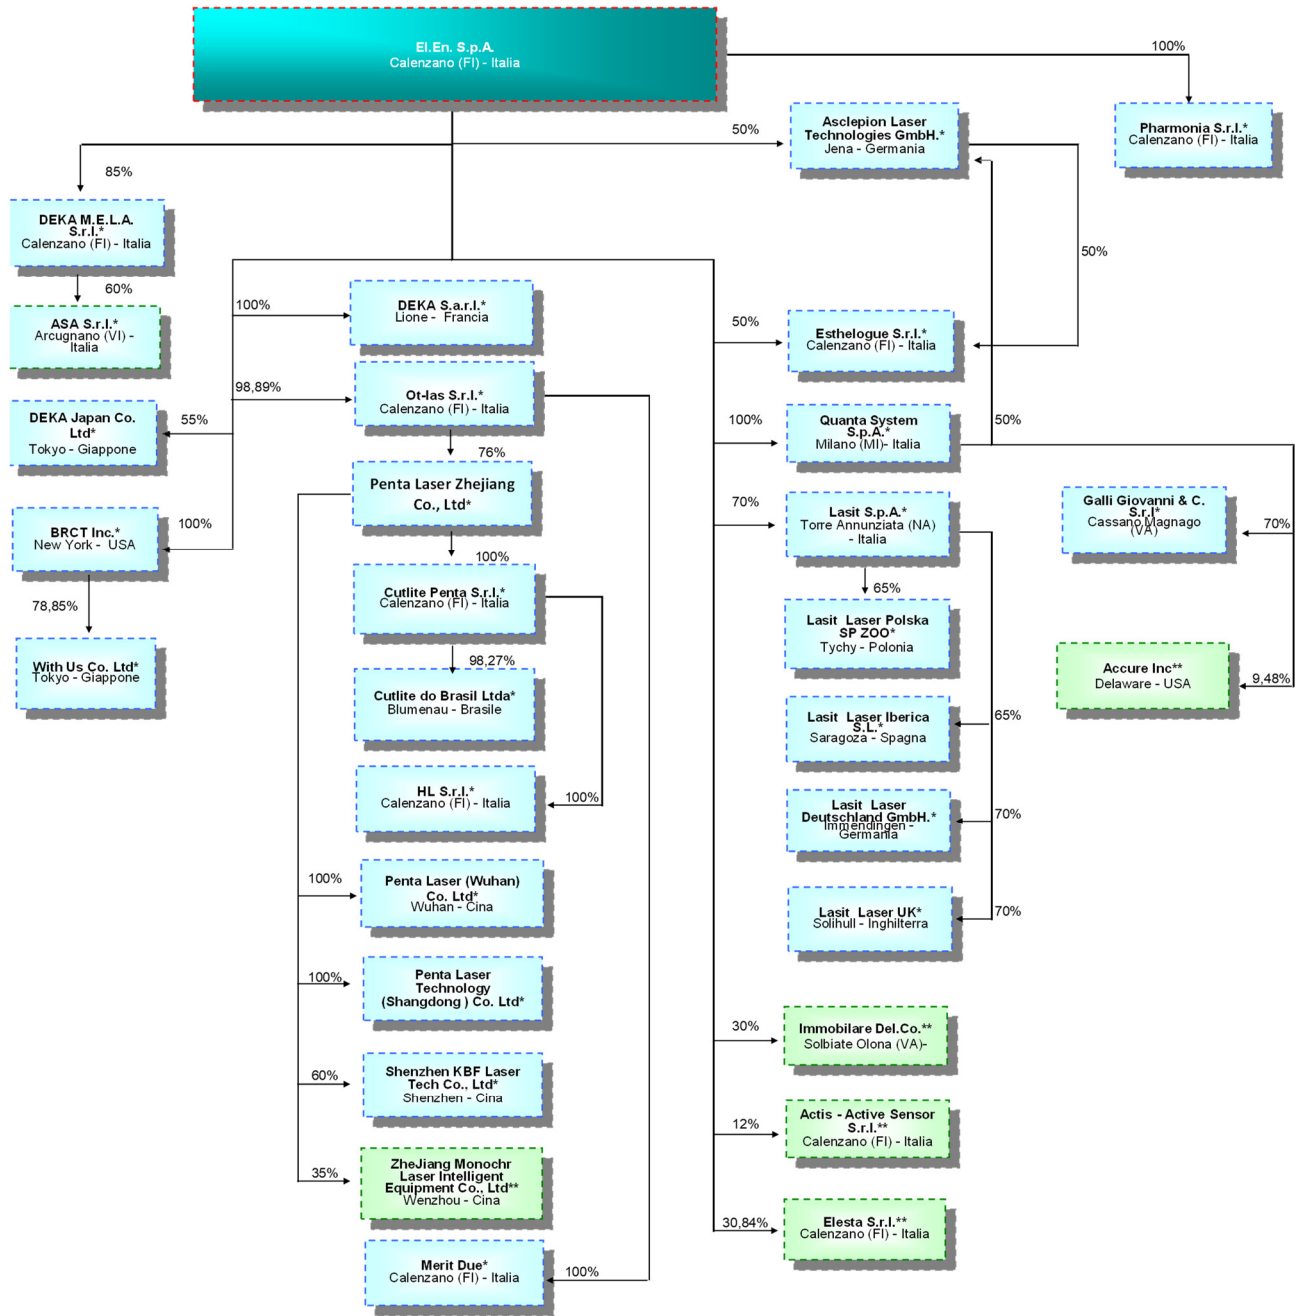 El.En. S.p.A.
Calenzano (FI) - Italia
100%
50%
Asclepion Laser
Technologies GmbH.*
Jena - Germania
Pharmonia S.r.l.*
Calenzano (FI) - Italia
85%
DEKA M.E.L.A.
S.r.l.*
Calenzano (FI) - Italia
50%
60%
ASA S.r.l.*
Arcugnano (VI) -
Italia
100%
DEKA S.a.r.l.*
Lione - Francia
50%
Esthelogue S.r.l.*
Calenzano (FI) - Italia
98,89%
Ot-las S.r.l.*
Calenzano (FI) - Italia
DEKA Japan Co.
Ltd*
Tokyo - Giappone
55%
100%
Quanta System
S.p.A.*
Milano (MI)- Italia
50%
76%
Penta Laser Zhejiang
Co., Ltd*
70%
Lasit S.p.A.*
Torre Annunziata (NA)
- Italia
Galli Giovanni & C.
S.r.l*
Cassano Magnago
(VA)
70%
BRCT Inc.*
New York - USA
100%
100%
Cutlite Penta S.r.l.*
Calenzano (FI) - Italia
65%
78,85%
With Us Co. Ltd*
Tokyo - Giappone
Lasit Laser Polska
SP ZOO*
Tychy - Polonia
98,27%
Cutlite do Brasil Ltda*
Blumenau - Brasile
Accure Inc**
Delaware - USA
9,48%
Lasit Laser Iberica
S.L.*
Saragoza - Spagna
65%
HL S.r.l.*
Calenzano (FI) - Italia
100%
Lasit Laser
Deutschland GmbH.*
Immendingen -
Germania
70%
100%
Penta Laser (Wuhan)
Co. Ltd*
Wuhan - Cina
Lasit Laser UK*
Solihull - Inghilterra
70%
100%
Penta Laser
Technology
(Shangdong ) Co. Ltd*
30%
Immobilare Del.Co.**
Solbiate Olona (VA)-
60%
Shenzhen KBF Laser
Tech Co., Ltd*
Shenzhen - Cina
12%
Actis - Active Sensor
S.r.l.**
Calenzano (FI) - Italia
35%
ZheJiang Monochr
Laser Intelligent
Equipment Co., Ltd**
Wenzhou - Cina
30,84%
Elesta S.r.l.**
Calenzano (FI) - Italia
Merit Due*
Calenzano (FI) - Italia
100%